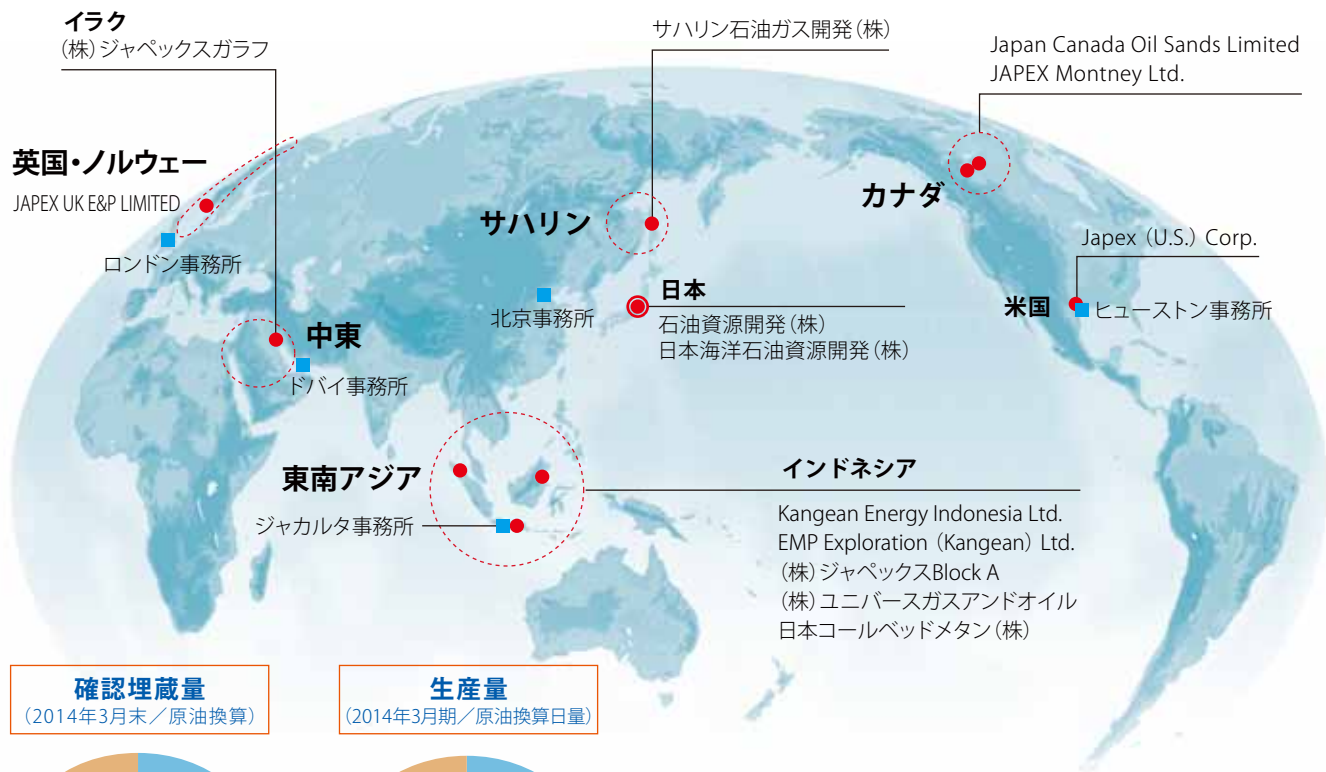 イラク
(株)ジャペックスガラフ
サハリン石油ガス開発(株)
Japan Canada Oil Sands Limited
JAPEX Montney Ltd.
英国・ノルウェー
JAPEX UK E&P LIMITED
ロンドン事務所
サハリン
カナダ
Japex (U.S.) Corp.
米国
ヒューストン事務所
北京事務所
日本
石油資源開発(株)
日本海洋石油資源開発(株)
中東
ドバイ事務所
東南アジア
ジャカルタ事務所
インドネシア
Kangean Energy Indonesia Ltd.
EMP Exploration (Kangean) Ltd.
(株)ジャペックスBlock A
(株)ユニバースガスアンドオイル
日本コールベッドメタン(株)
確認埋蔵量
(2014年3月末/原油換算)
生産量
(2014年3月期/原油換算日量)